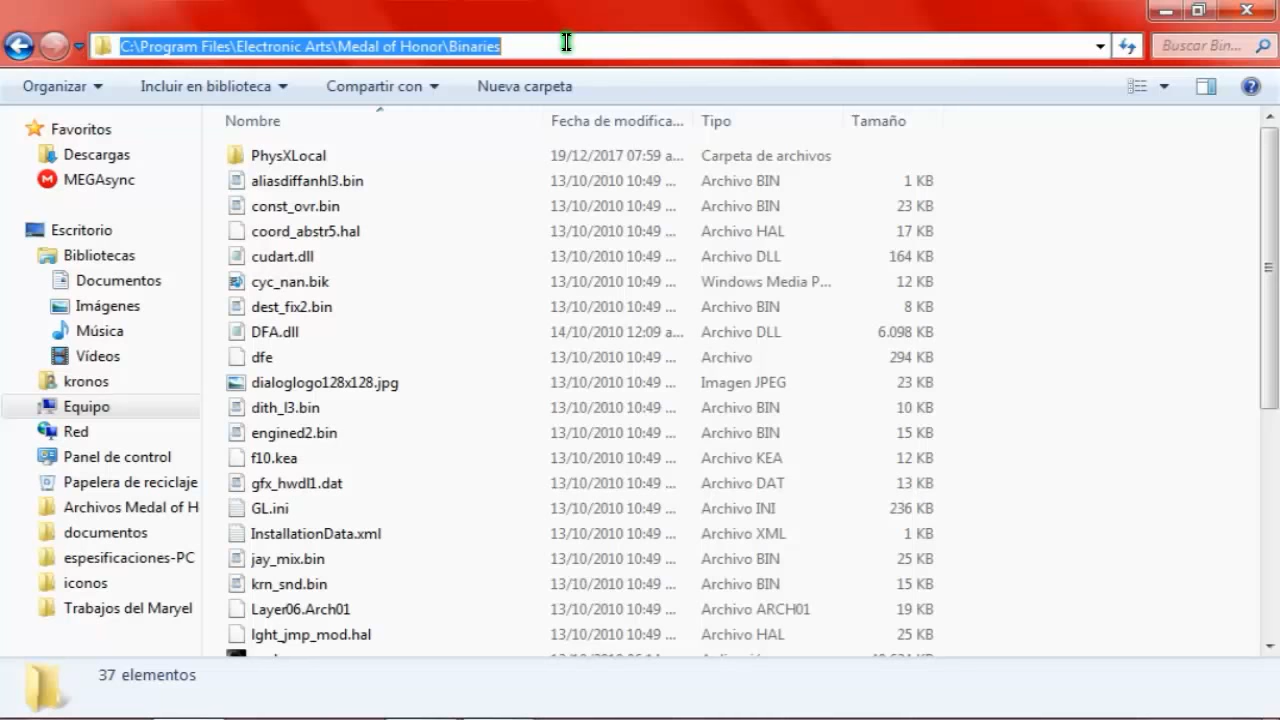 C:\Program Files\Electronic Arts\Medal of Honor\Binaries
Buscar Bin...
Organizar
Incluir en biblioteca
Compartir con
Nueva carpeta
Favoritos
Descargas
MEGAsync
Escritorio
Bibliotecas
Documentos
Imágenes
Música
Vídeos
kronos
Equipo
Red
Panel de control
Papelera de reciclaje
Archivos Medal of H
documentos
espesificaciones-PC
iconos
Trabajos del Maryel
Nombre Fecha de modifica... Tipo Tamaño
PhysXLocal 19/12/2017 07:59 a... Carpeta de archivos
aliasdiffanhl3.bin 13/10/2010 10:49 ... Archivo BIN 1 KB
const_ovr.bin 13/10/2010 10:49 ... Archivo BIN 23 KB
coord_abstr5.hal 13/10/2010 10:49 ... Archivo HAL 17 KB
cudart.dll 13/10/2010 10:49 ... Archivo DLL 164 KB
cyc_nan.bik 13/10/2010 10:49 ... Windows Media P... 12 KB
dest_fix2.bin 13/10/2010 10:49 ... Archivo BIN 8 KB
DFA.dll 14/10/2010 12:09 a... Archivo DLL 6.098 KB
dfe 13/10/2010 10:49 ... Archivo 294 KB
dialoglogo128x128.jpg 13/10/2010 10:49 ... Imagen JPEG 23 KB
dith_l3.bin 13/10/2010 10:49 ... Archivo BIN 10 KB
engined2.bin 13/10/2010 10:49 ... Archivo BIN 15 KB
f10.kea 13/10/2010 10:49 ... Archivo KEA 12 KB
gfx_hwdl1.dat 13/10/2010 10:49 ... Archivo DAT 13 KB
GL.ini 13/10/2010 10:49 ... Archivo INI 236 KB
InstallationData.xml 13/10/2010 10:49 ... Archivo XML 1 KB
jay_mix.bin 13/10/2010 10:49 ... Archivo BIN 25 KB
krn_snd.bin 13/10/2010 10:49 ... Archivo BIN 15 KB
Layer06.Arch01 13/10/2010 10:49 ... Archivo ARCH01 19 KB
lght_jmp_mod.hal 13/10/2010 10:49 ... Archivo HAL 25 KB
37 elementos